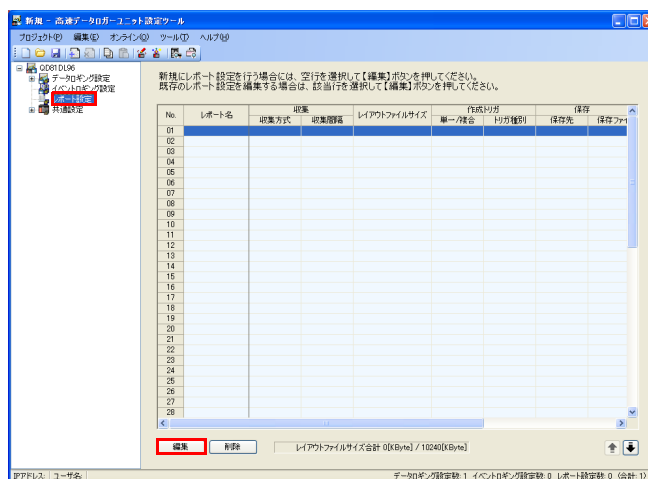 新規 - 高速データロガーユニット設定ツール
プロジェクト(P) 編集(E) オンライン(O) ツール(T) ヘルプ(H)
QD81DL96
データロギング設定
イベントロギング設定
レポート設定
共通設定
新規にレポート設定を行う場合には、空行を選択して【編集】ボタンを押してください。
既存のレポート設定を編集する場合は、該当行を選択して【編集】ボタンを押してください。
No. レポート名 収集 レイアウトファイルサイズ 作成トリガ 保存
収集方式 収集間隔 単一/複合 トリガ種別 保存先 保存ファイ
01
02
03
04
05
06
07
08
09
10
11
12
13
14
15
16
17
18
19
20
21
22
23
24
25
26
27
28
編集 削除 レイアウトファイルサイズ合計 0[KByte] / 10240[KByte]
IPアドレス: ユーザ名: データロギング設定数: 1 イベントロギング設定数: 0 レポート設定数: 0 (合計: 1)